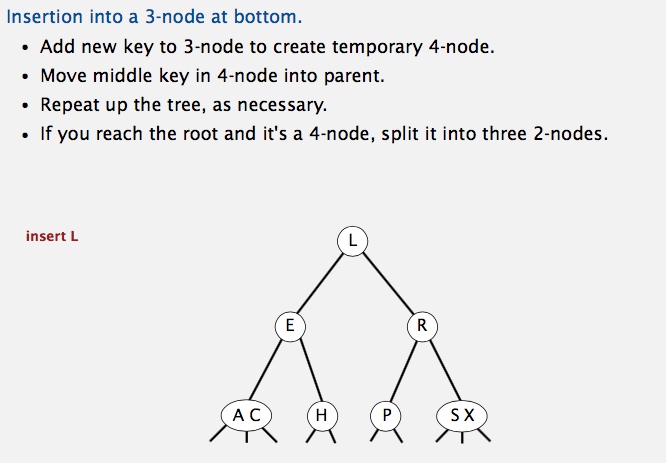 Insertion into a 3-node at bottom.
• Add new key to 3-node to create temporary 4-node.
• Move middle key in 4-node into parent.
• Repeat up the tree, as necessary.
• If you reach the root and it's a 4-node, split it into three 2-nodes.
insert L
L
E R
A C H P S X